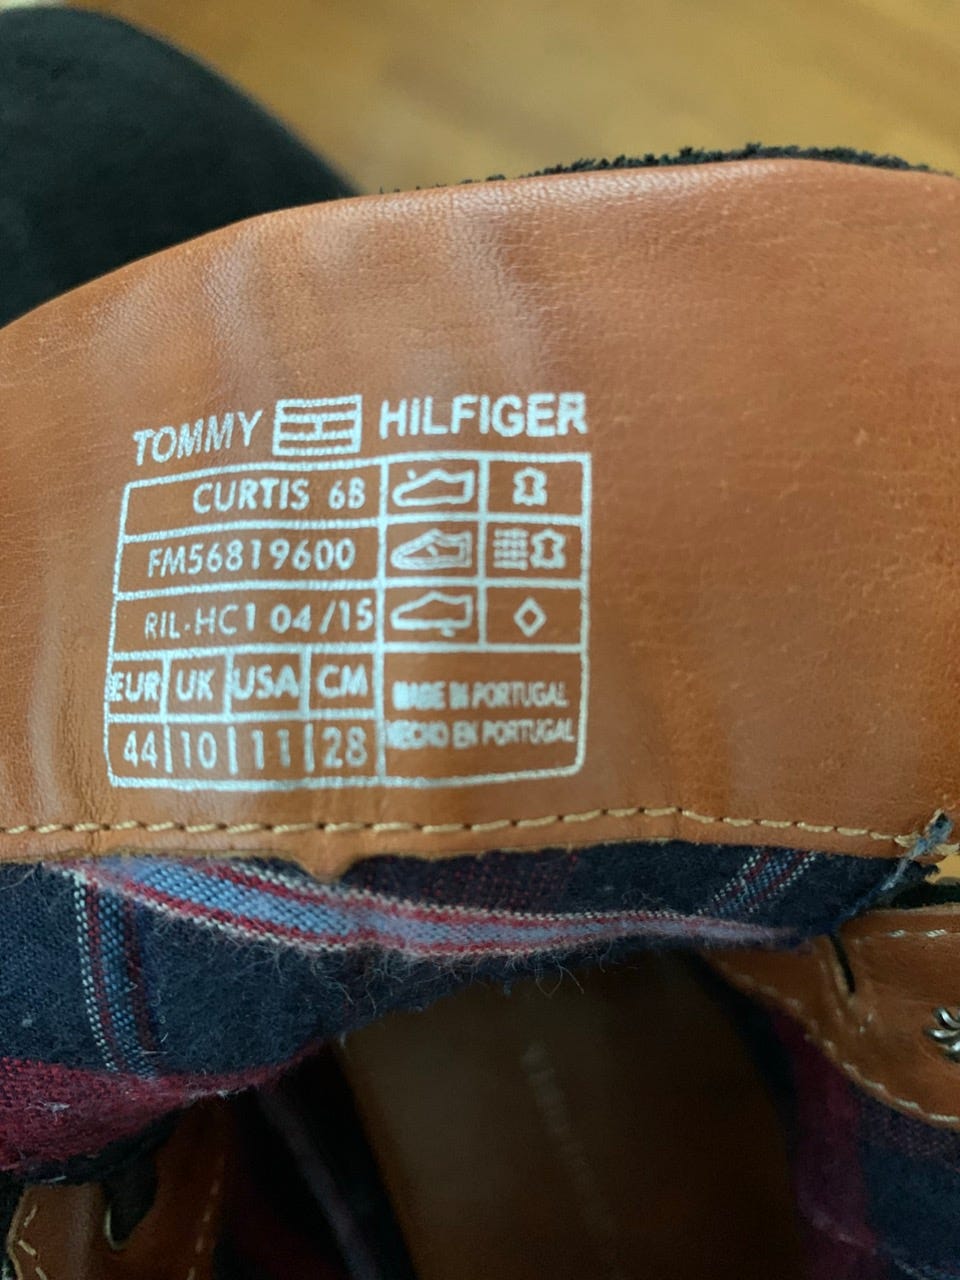 TOMMY HILFIGER
CURTIS 6B
FM56819600
RIL-HC1 04/15
EUR UK USA CM
44 10 11 28
MADE IN PORTUGAL
HECHO EN PORTUGAL